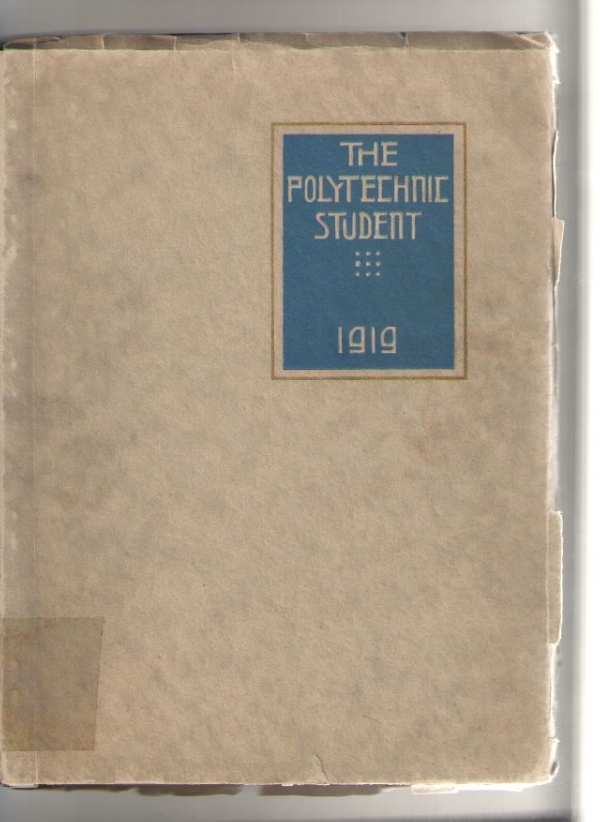 THE
POLYTECHNIC
STUDENT
1919